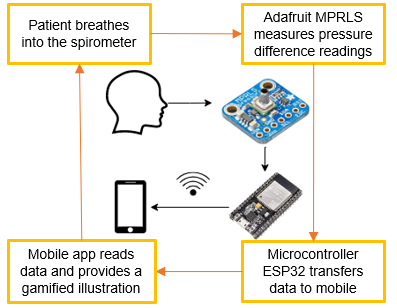 Patient breathes
into the spirometer
Adafruit MPRLS
measures pressure
difference readings
Mobile app reads
data and provides a
gamified illustration
Microcontroller
ESP32 transfers
data to mobile